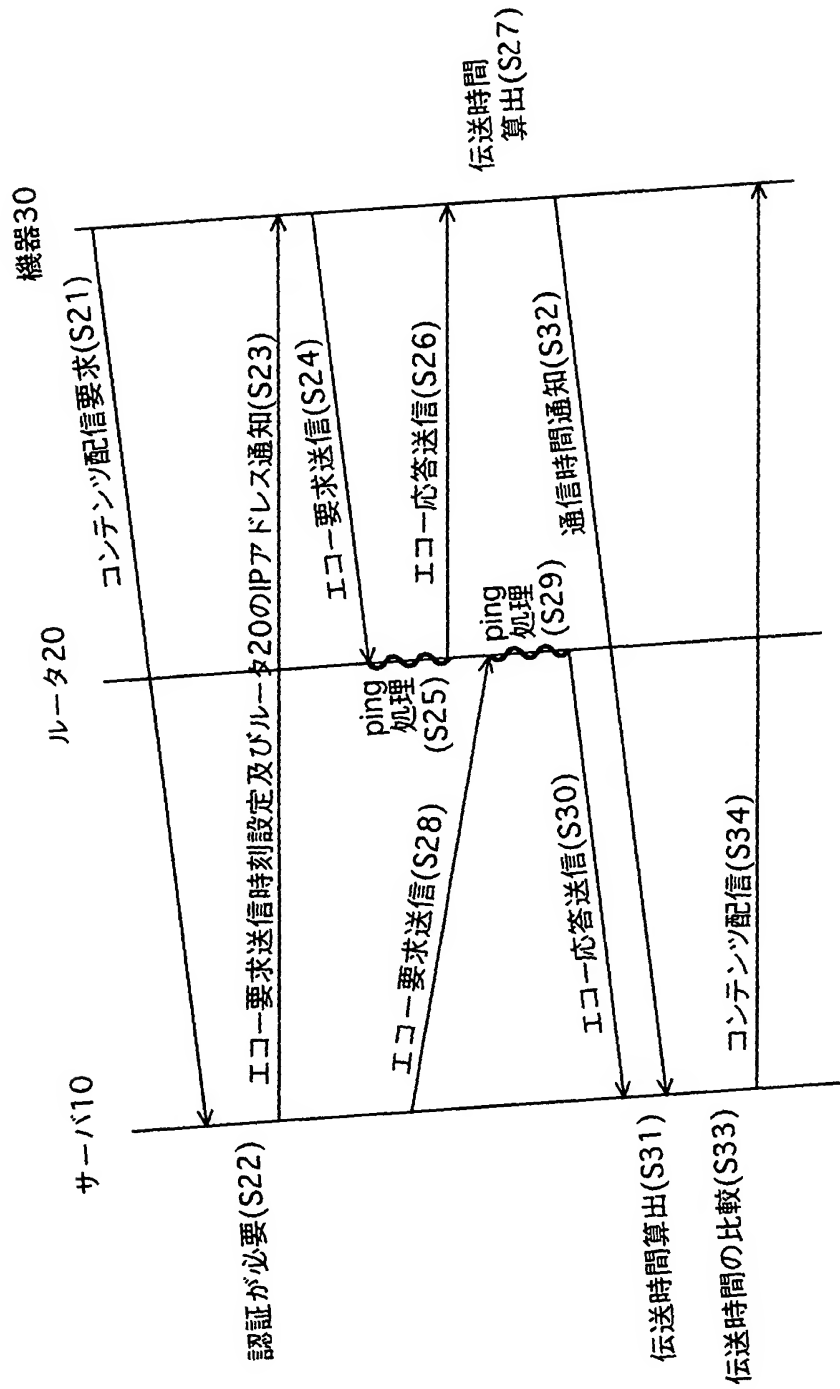 サーバ10
ルータ20
機器30
コンテンツ配信要求(S21)
認証が必要(S22)
エコー要求送信時刻設定及びルータ20のIPアドレス通知(S23)
エコー要求送信(S24)
ping
処理
(S25)
エコー応答送信(S26)
伝送時間
算出(S27)
エコー要求送信(S28)
ping
処理
(S29)
エコー応答送信(S30)
伝送時間算出(S31)
通信時間通知(S32)
伝送時間の比較(S33)
コンテンツ配信(S34)